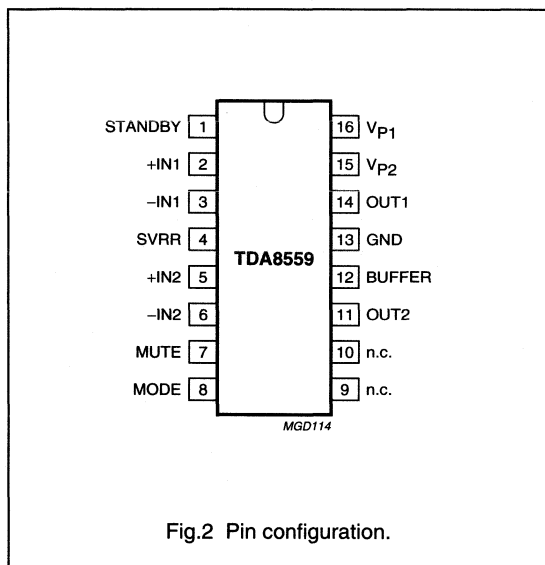 STANDBY 1
+IN1 2
−IN1 3
SVRR 4
+IN2 5
−IN2 6
MUTE 7
MODE 8
TDA8559
16 VP1
15 VP2
14 OUT1
13 GND
12 BUFFER
11 OUT2
10 n.c.
9 n.c.
MGD114
Fig.2 Pin configuration.